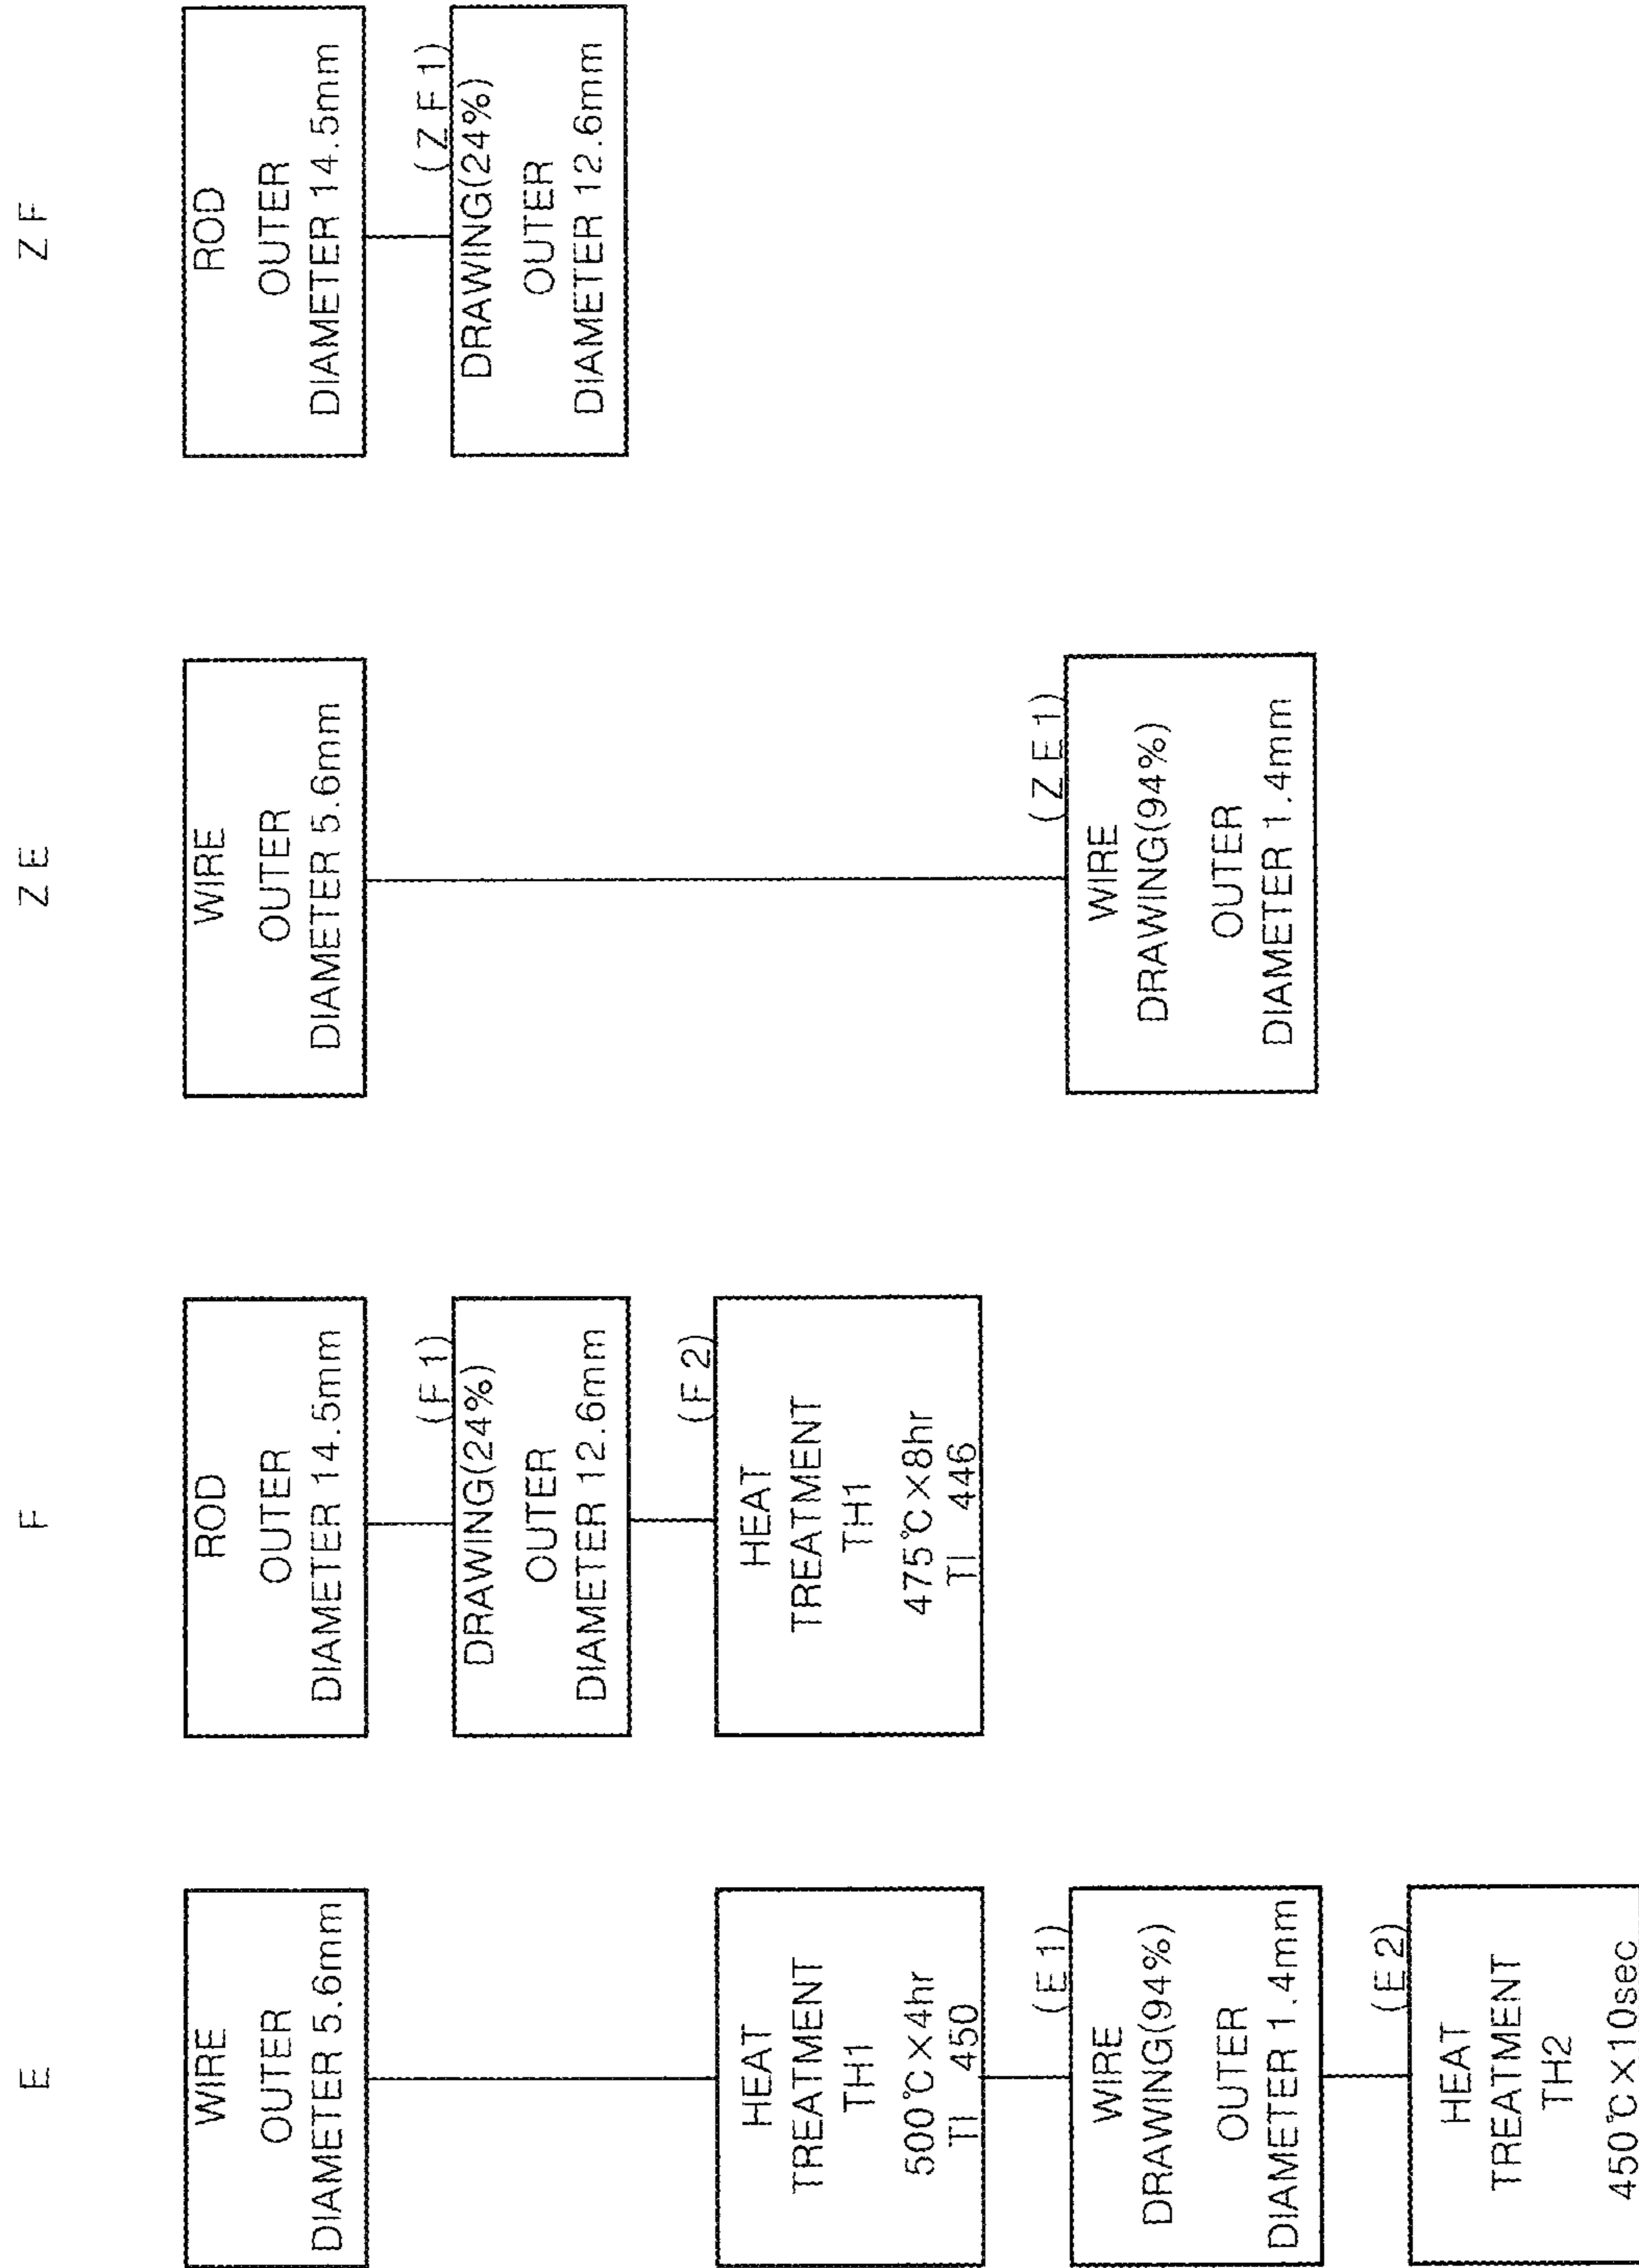 E
WIRE
OUTER
DIAMETER 5.6mm
HEAT
TREATMENT
TH1
500℃×4hr
TI 450
(E1)
WIRE
DRAWING(94%)
OUTER
DIAMETER 1.4mm
(E2)
HEAT
TREATMENT
TH2
450℃×10sec
F
ROD
OUTER
DIAMETER 14.5mm
(F1)
DRAWING(24%)
OUTER
DIAMETER 12.6mm
(F2)
HEAT
TREATMENT
TH1
475℃×8hr
TI 446
ZE
WIRE
OUTER
DIAMETER 5.6mm
(ZE1)
WIRE
DRAWING(94%)
OUTER
DIAMETER 1.4mm
ZF
ROD
OUTER
DIAMETER 14.5mm
(ZF1)
DRAWING(24%)
OUTER
DIAMETER 12.6mm